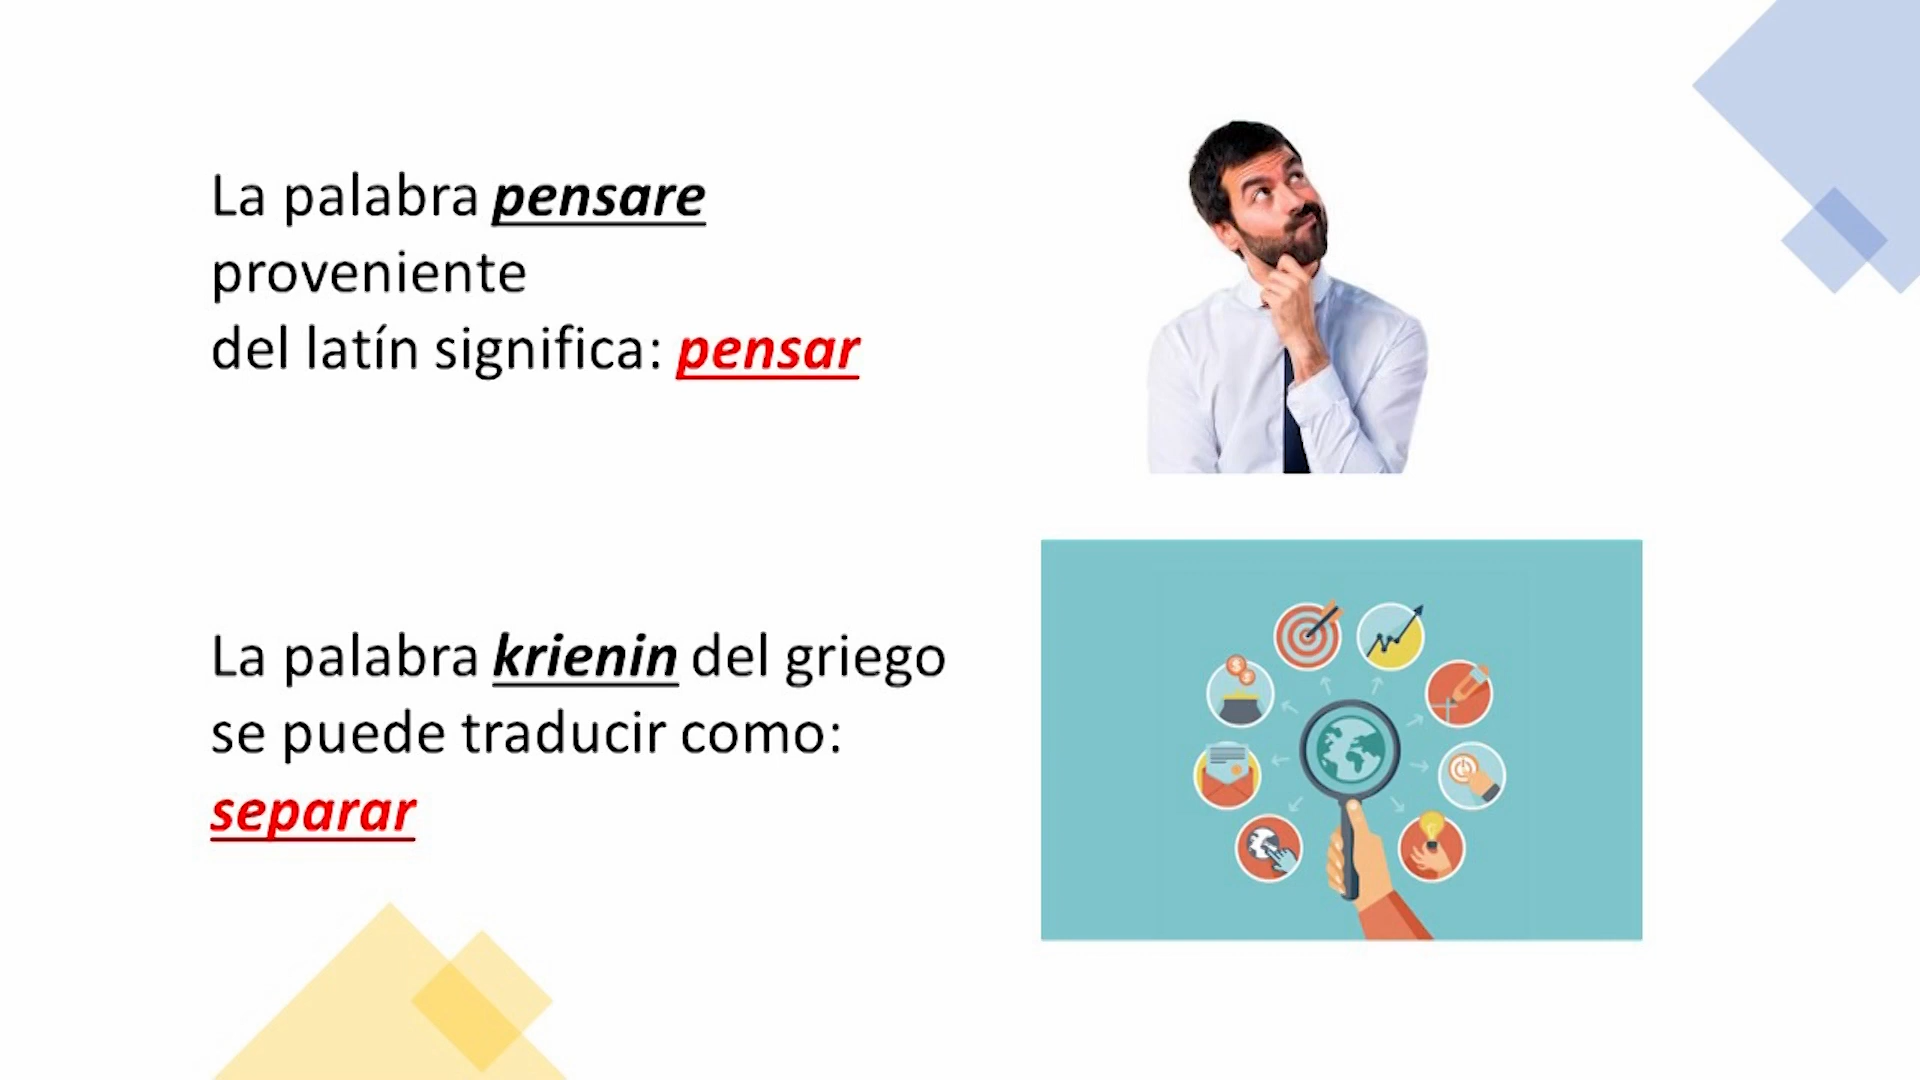 La palabra pensare
proveniente
del latín significa: pensar
La palabra krienin del griego
se puede traducir como:
separar